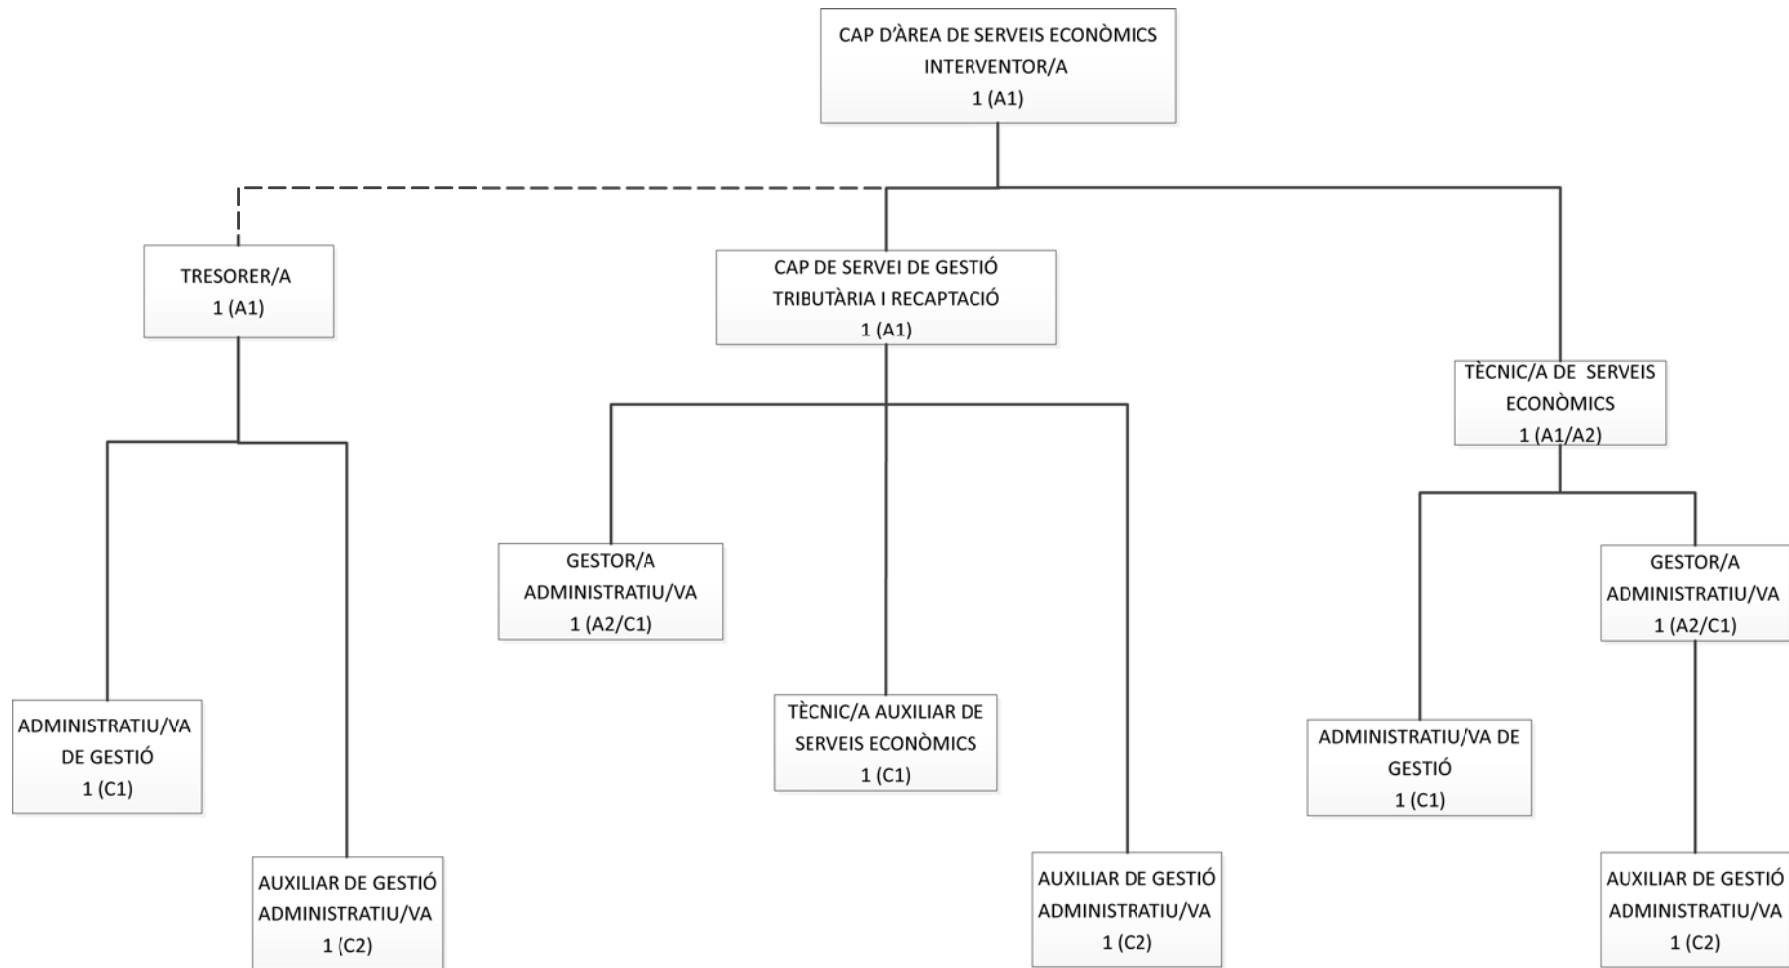 CAP D'ÀREA DE SERVEIS ECONÒMICS
INTERVENTOR/A
1 (A1)
TRESORER/A
1 (A1)
CAP DE SERVEI DE GESTIÓ
TRIBUTÀRIA I RECAPTACIÓ
1 (A1)
TÈCNIC/A DE SERVEIS
ECONÒMICS
1 (A1/A2)
GESTOR/A
ADMINISTRATIU/VA
1 (A2/C1)
GESTOR/A
ADMINISTRATIU/VA
1 (A2/C1)
ADMINISTRATIU/VA
DE GESTIÓ
1 (C1)
TÈCNIC/A AUXILIAR DE
SERVEIS ECONÒMICS
1 (C1)
ADMINISTRATIU/VA DE
GESTIÓ
1 (C1)
AUXILIAR DE GESTIÓ
ADMINISTRATIU/VA
1 (C2)
AUXILIAR DE GESTIÓ
ADMINISTRATIU/VA
1 (C2)
AUXILIAR DE GESTIÓ
ADMINISTRATIU/VA
1 (C2)